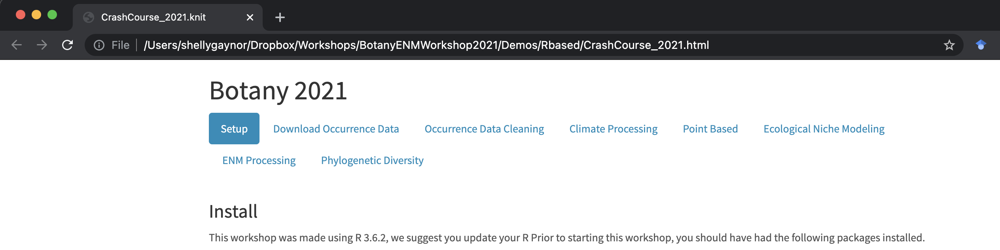 CrashCourse_2021.knit
File /Users/shellygaynor/Dropbox/Workshops/BotanyENMWorkshop2021/Demos/Rbased/CrashCourse_2021.html
Botany 2021
Setup Download Occurrence Data Occurrence Data Cleaning Climate Processing Point Based Ecological Niche Modeling
ENM Processing Phylogenetic Diversity
Install
This workshop was made using R 3.6.2, we suggest you update your R Prior to starting this workshop, you should have had the following packages installed.